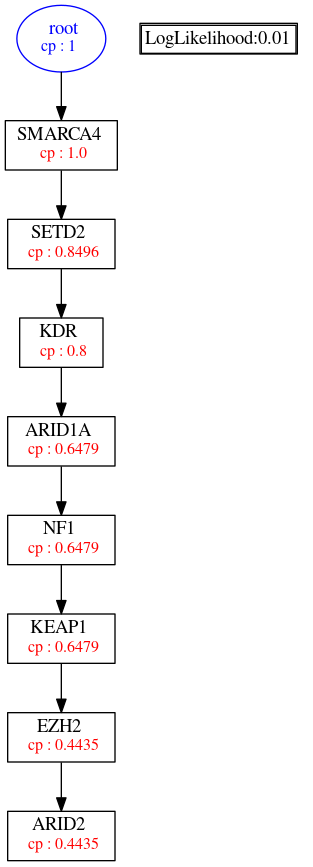 root
cp : 1
LogLikelihood:0.01
SMARCA4
cp : 1.0
SETD2
cp : 0.8496
KDR
cp : 0.8
ARID1A
cp : 0.6479
NF1
cp : 0.6479
KEAP1
cp : 0.6479
EZH2
cp : 0.4435
ARID2
cp : 0.4435